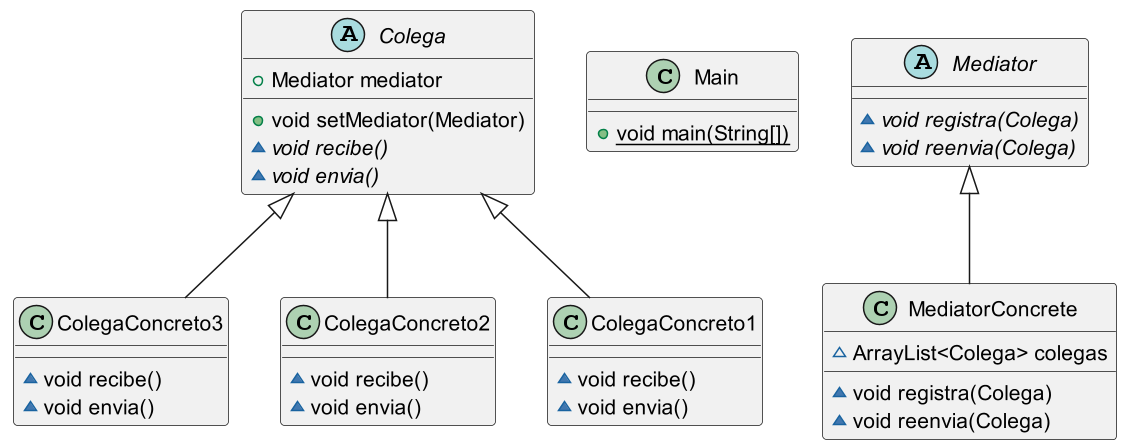 A Colega
Mediator mediator
void setMediator(Mediator)
void recibe()
void envia()
C Main
void main(String[])
A Mediator
void registra(Colega)
void reenvia(Colega)
C ColegaConcreto3
void recibe()
void envia()
C ColegaConcreto2
void recibe()
void envia()
C ColegaConcreto1
void recibe()
void envia()
C MediatorConcrete
ArrayList<Colega> colegas
void registra(Colega)
void reenvia(Colega)